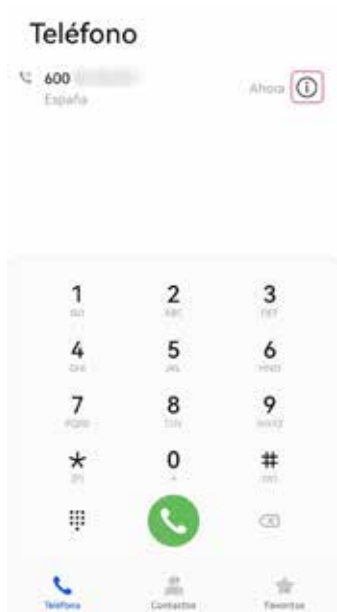 Teléfono
600
España
Ahora
1 2 3
ABC DEF
4 5 6
GHI JKL MNO
7 8 9
PQRS TUV WXYZ
* 0 #
+
Teléfono Contactos Favoritos